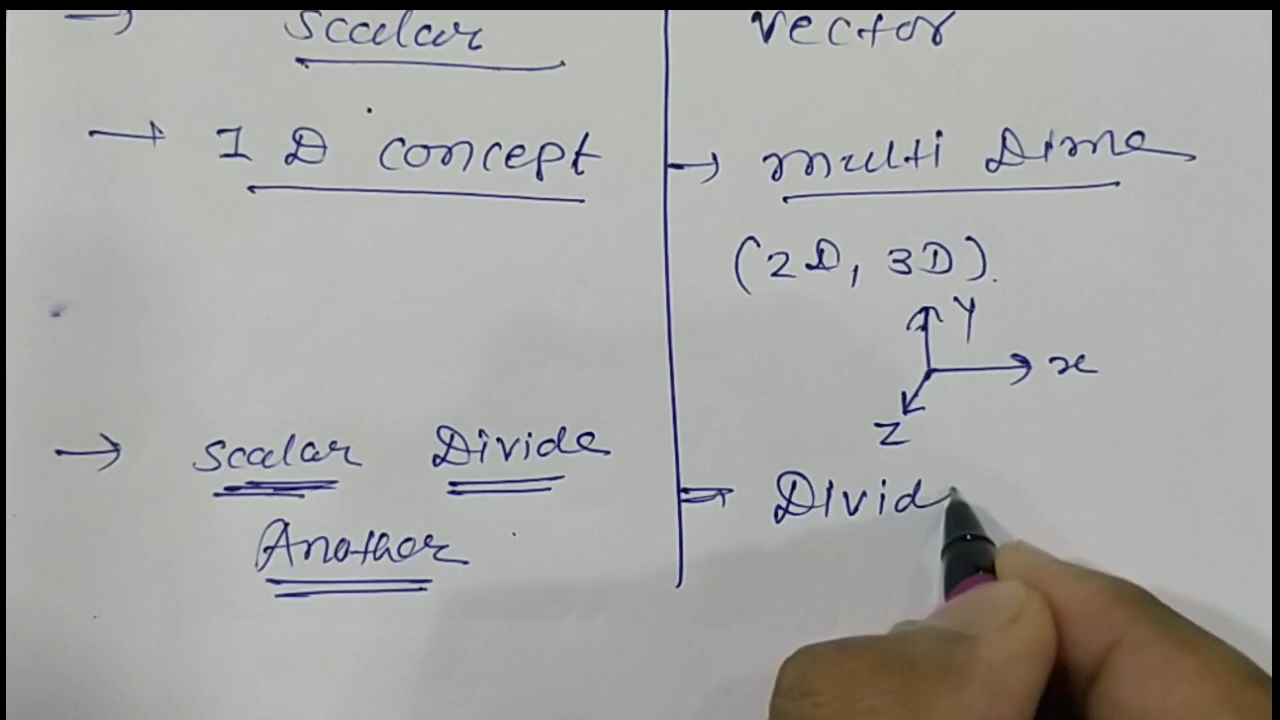 → Scalar
→ 1 D concept
→ Scalar Divide
Another
Vector
→ multi Dime
(2D, 3D).
Y
x
Z
→ Divid